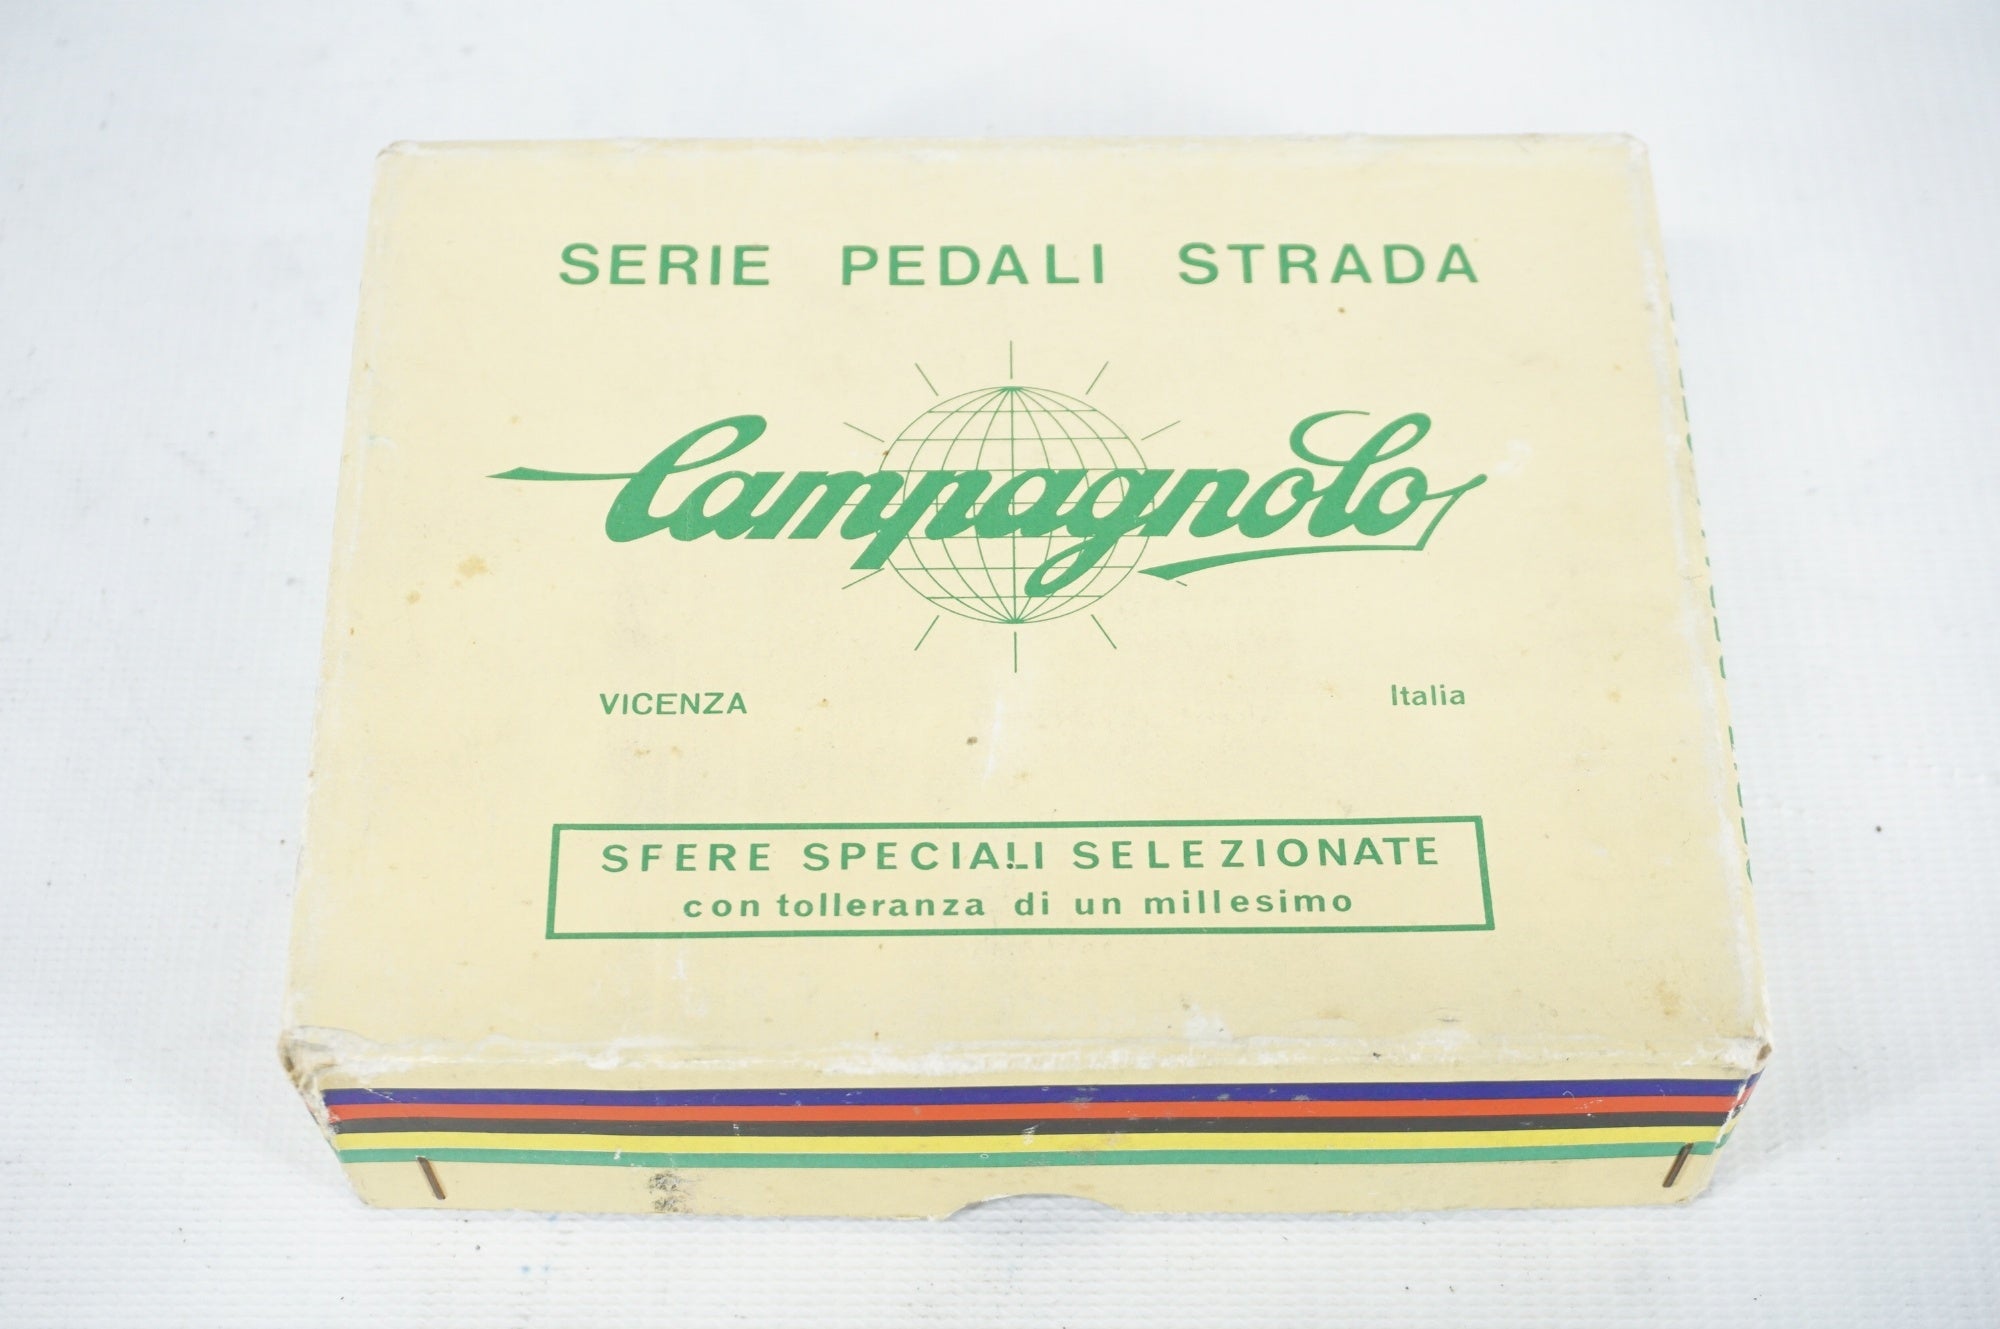 SERIE PEDALI STRADA
Campagnolo
VICENZA Italia
SFERE SPECIALI SELEZIONATE
con tolleranza di un millesimo